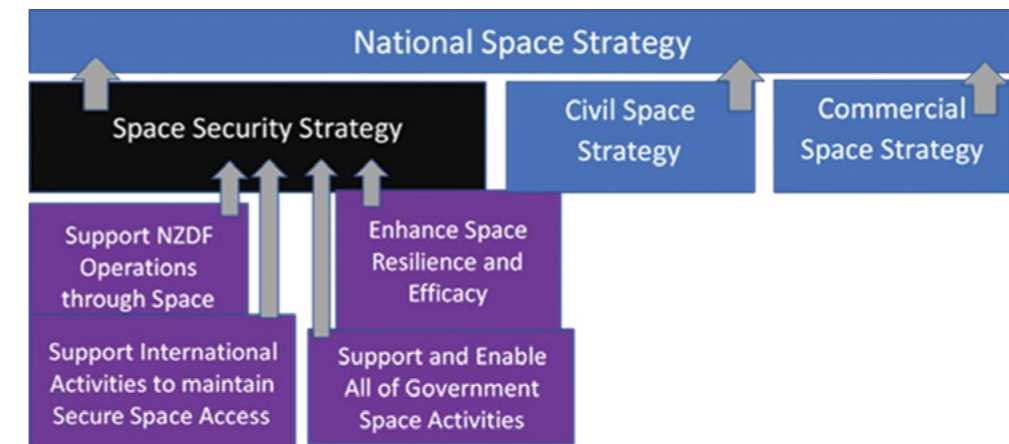 National Space Strategy
Space Security Strategy
Civil Space
Strategy
Commercial
Space Strategy
Support NZDF
Operations
through Space
Enhance Space
Resilience and
Efficacy
Support International
Activities to maintain
Secure Space Access
Support and Enable
All of Government
Space Activities